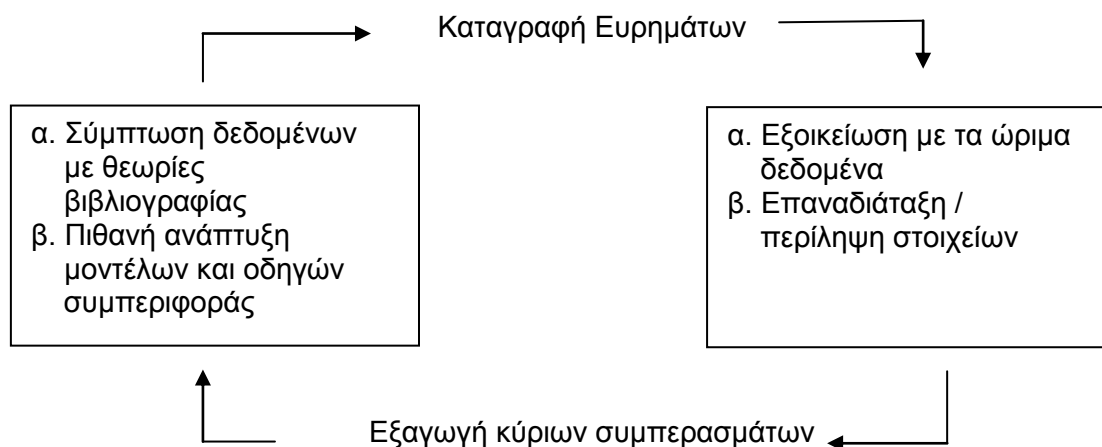 Καταγραφή Ευρημάτων
α. Σύμπτωση δεδομένων
με θεωρίες
βιβλιογραφίας
β. Πιθανή ανάπτυξη
μοντέλων και οδηγών
συμπεριφοράς
α. Εξοικείωση με τα ώριμα
δεδομένα
β. Επαναδιάταξη /
περίληψη στοιχείων
Εξαγωγή κύριων συμπερασμάτων